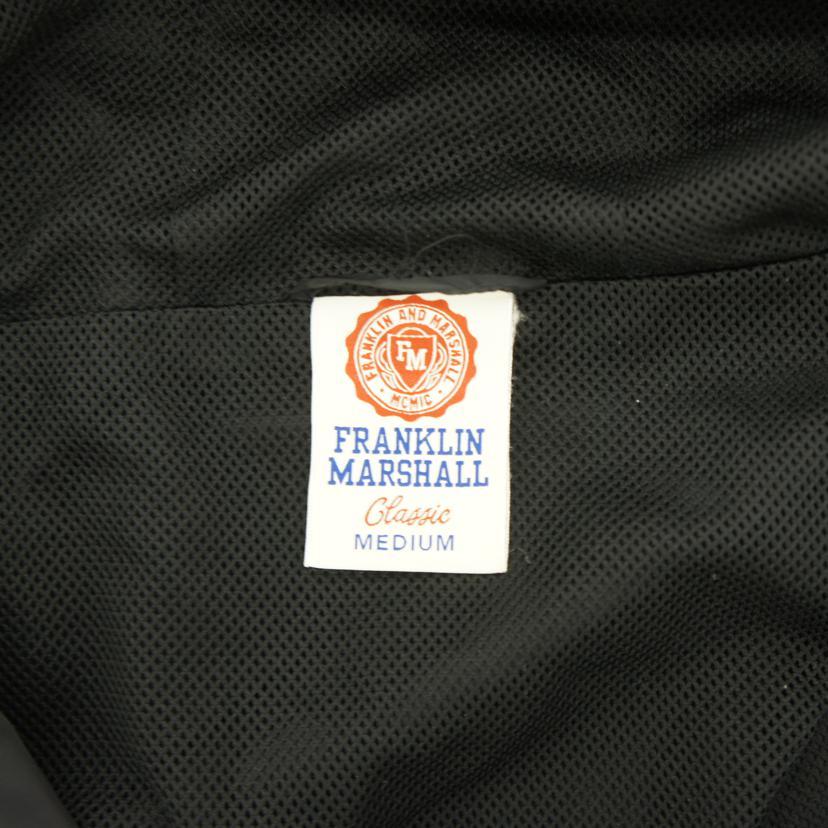 FRANKLIN AND MARSHALL
FM
MCMIC
FRANKLIN
MARSHALL
Classic
MEDIUM